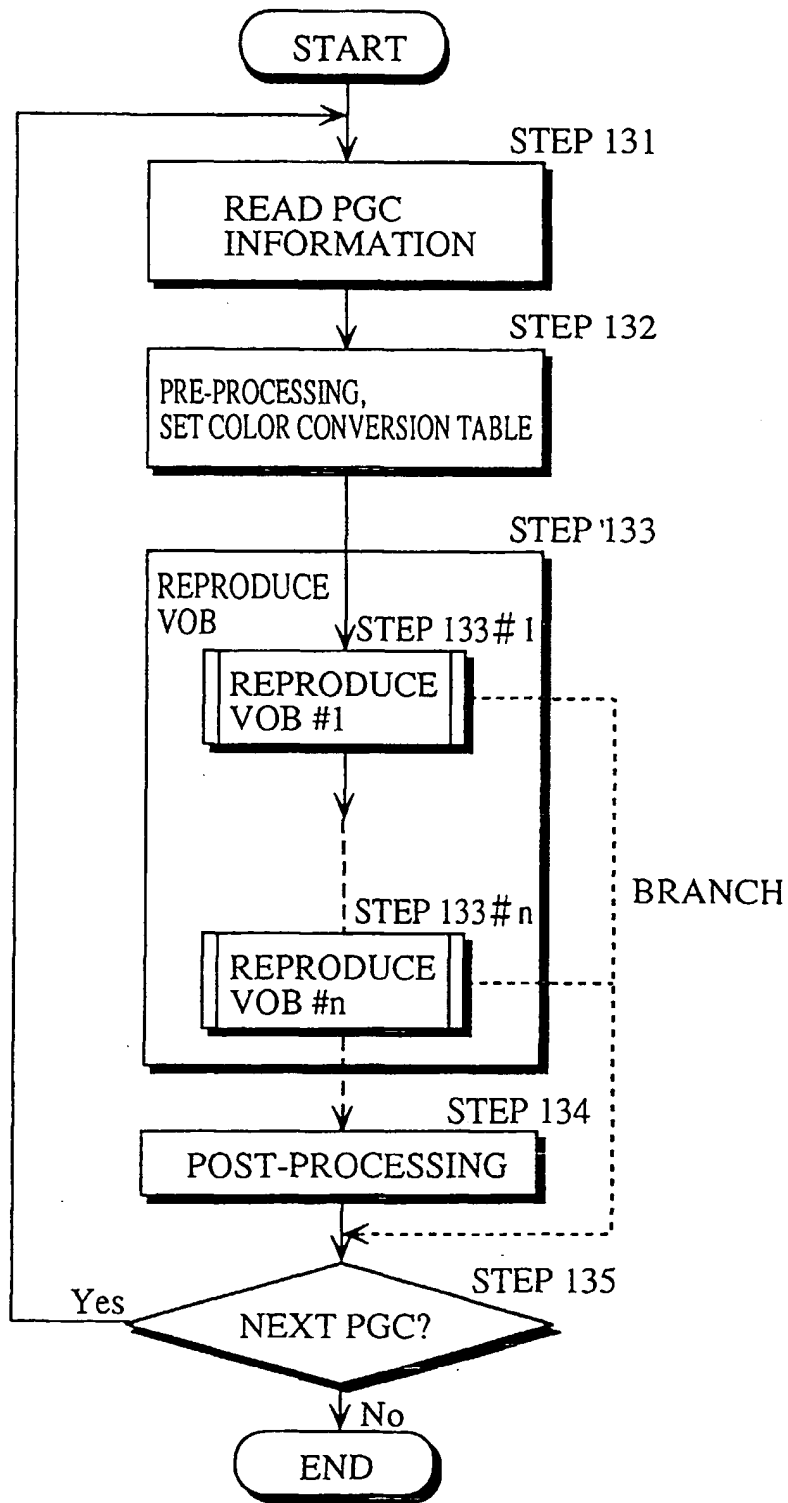 START
STEP 131
READ PGC
INFORMATION
STEP 132
PRE-PROCESSING,
SET COLOR CONVERSION TABLE
STEP 133
REPRODUCE
VOB
STEP 133#1
REPRODUCE
VOB #1
BRANCH
STEP 133#n
REPRODUCE
VOB #n
STEP 134
POST-PROCESSING
STEP 135
Yes
NEXT PGC?
No
END